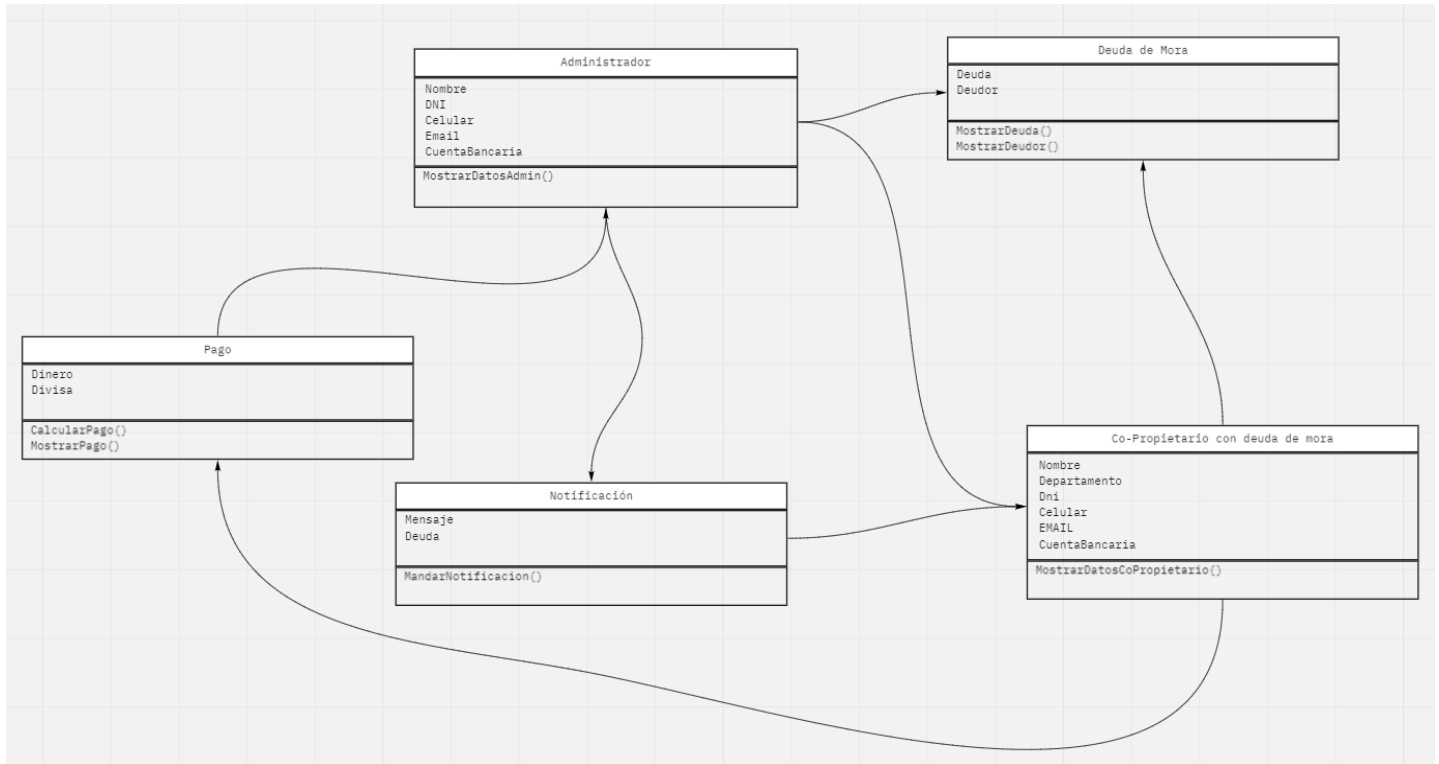 Administrador
Nombre
DNI
Celular
Email
CuentaBancaria
MostrarDatosAdmin()
Deuda de Mora
Deuda
Deudor
MostrarDeuda()
MostrarDeudor()
Pago
Dinero
Divisa
CalcularPago()
MostrarPago()
Notificación
Mensaje
Deuda
MandarNotificacion()
Co-Propietario con deuda de mora
Nombre
Departamento
Dni
Celular
EMAIL
CuentaBancaria
MostrarDatosCoPropietario()